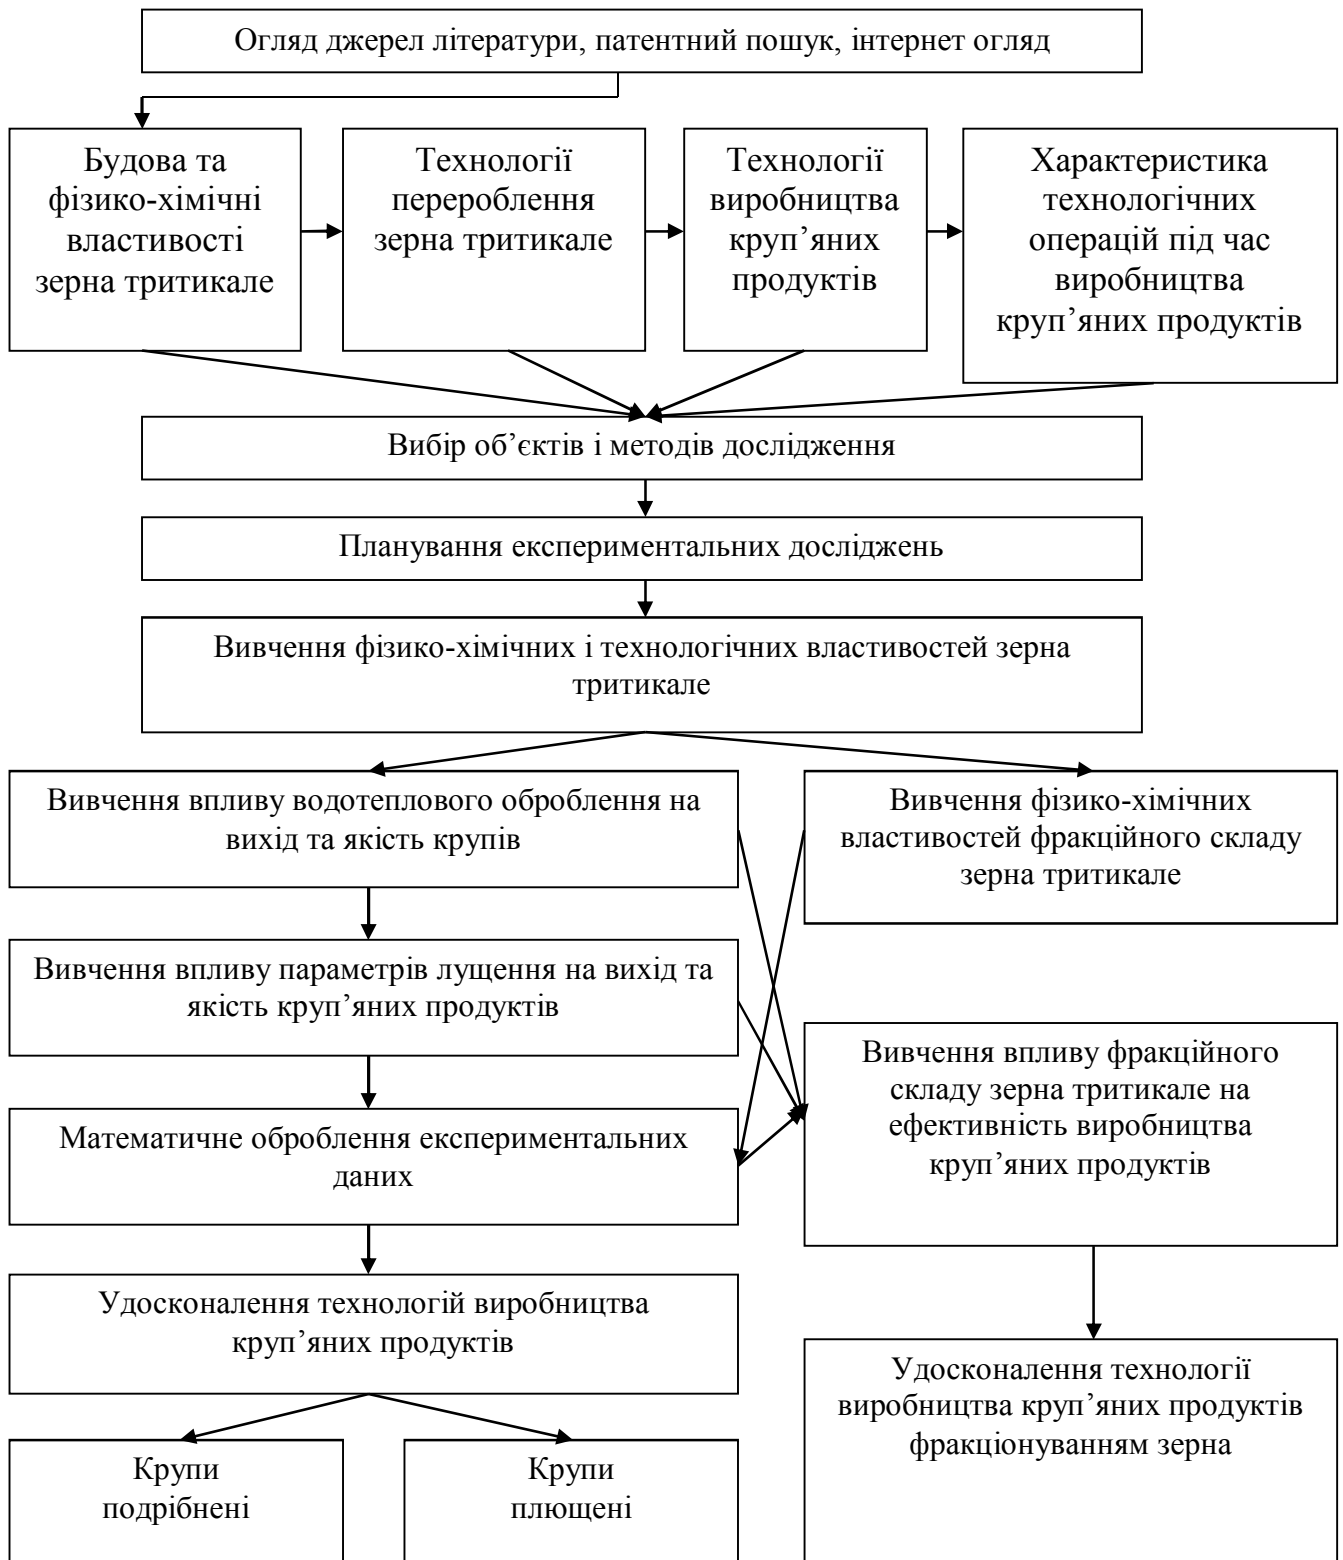 Огляд джерел літератури, патентний пошук, інтернет огляд
Будова та
фізико-хімічні
властивості
зерна тритикале
Технології
перероблення
зерна тритикале
Технології
виробництва
круп’яних
продуктів
Характеристика
технологічних
операцій під час
виробництва
круп’яних продуктів
Вибір об’єктів і методів дослідження
Планування експериментальних досліджень
Вивчення фізико-хімічних і технологічних властивостей зерна
тритикале
Вивчення впливу водотеплового оброблення на
вихід та якість крупів
Вивчення фізико-хімічних
властивостей фракційного складу
зерна тритикале
Вивчення впливу параметрів лущення на вихід та
якість круп’яних продуктів
Вивчення впливу фракційного
складу зерна тритикале на
ефективність виробництва
круп’яних продуктів
Математичне оброблення експериментальних
даних
Удосконалення технологій виробництва
круп’яних продуктів
Удосконалення технології
виробництва круп’яних продуктів
фракціонуванням зерна
Крупи
подрібнені
Крупи
плющені